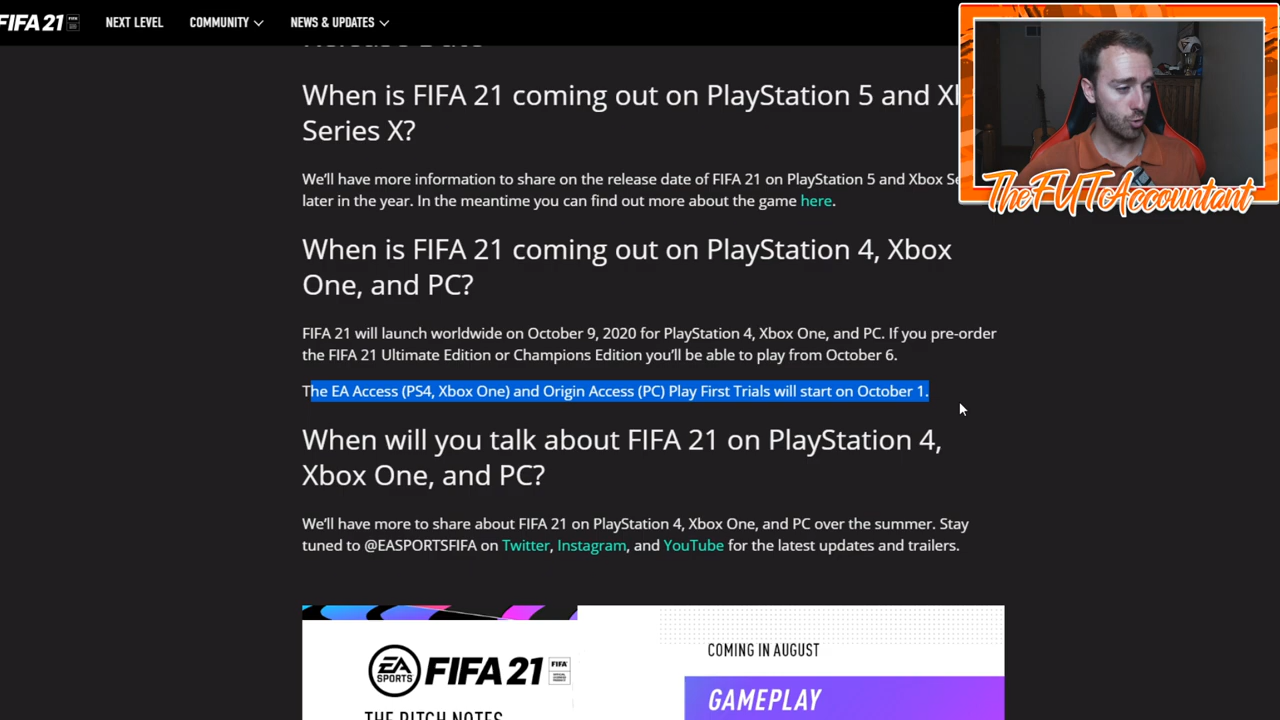 FIFA 21 FIFA NEXT LEVEL COMMUNITY NEWS & UPDATES
Release Date
When is FIFA 21 coming out on PlayStation 5 and
Series X?
We'll have more information to share on the release date of FIFA 21 on PlayStation 5 and Xbox
later in the year. In the meantime you can find out more about the game here.
TheFUTAccountant
When is FIFA 21 coming out on PlayStation 4, Xbox
One, and PC?
FIFA 21 will launch worldwide on October 9, 2020 for PlayStation 4, Xbox One, and PC. If you pre-order
the FIFA 21 Ultimate Edition or Champions Edition you'll be able to play from October 6.
The EA Access (PS4, Xbox One) and Origin Access (PC) Play First Trials will start on October 1.
When will you talk about FIFA 21 on PlayStation 4,
Xbox One, and PC?
We'll have more to share about FIFA 21 on PlayStation 4, Xbox One, and PC over the summer. Stay
tuned to @EASPORTSFIFA on Twitter, Instagram, and YouTube for the latest updates and trailers.
EA SPORTS FIFA 21 FIFA
THE PITCH NOTES
COMING IN AUGUST
GAMEPLAY